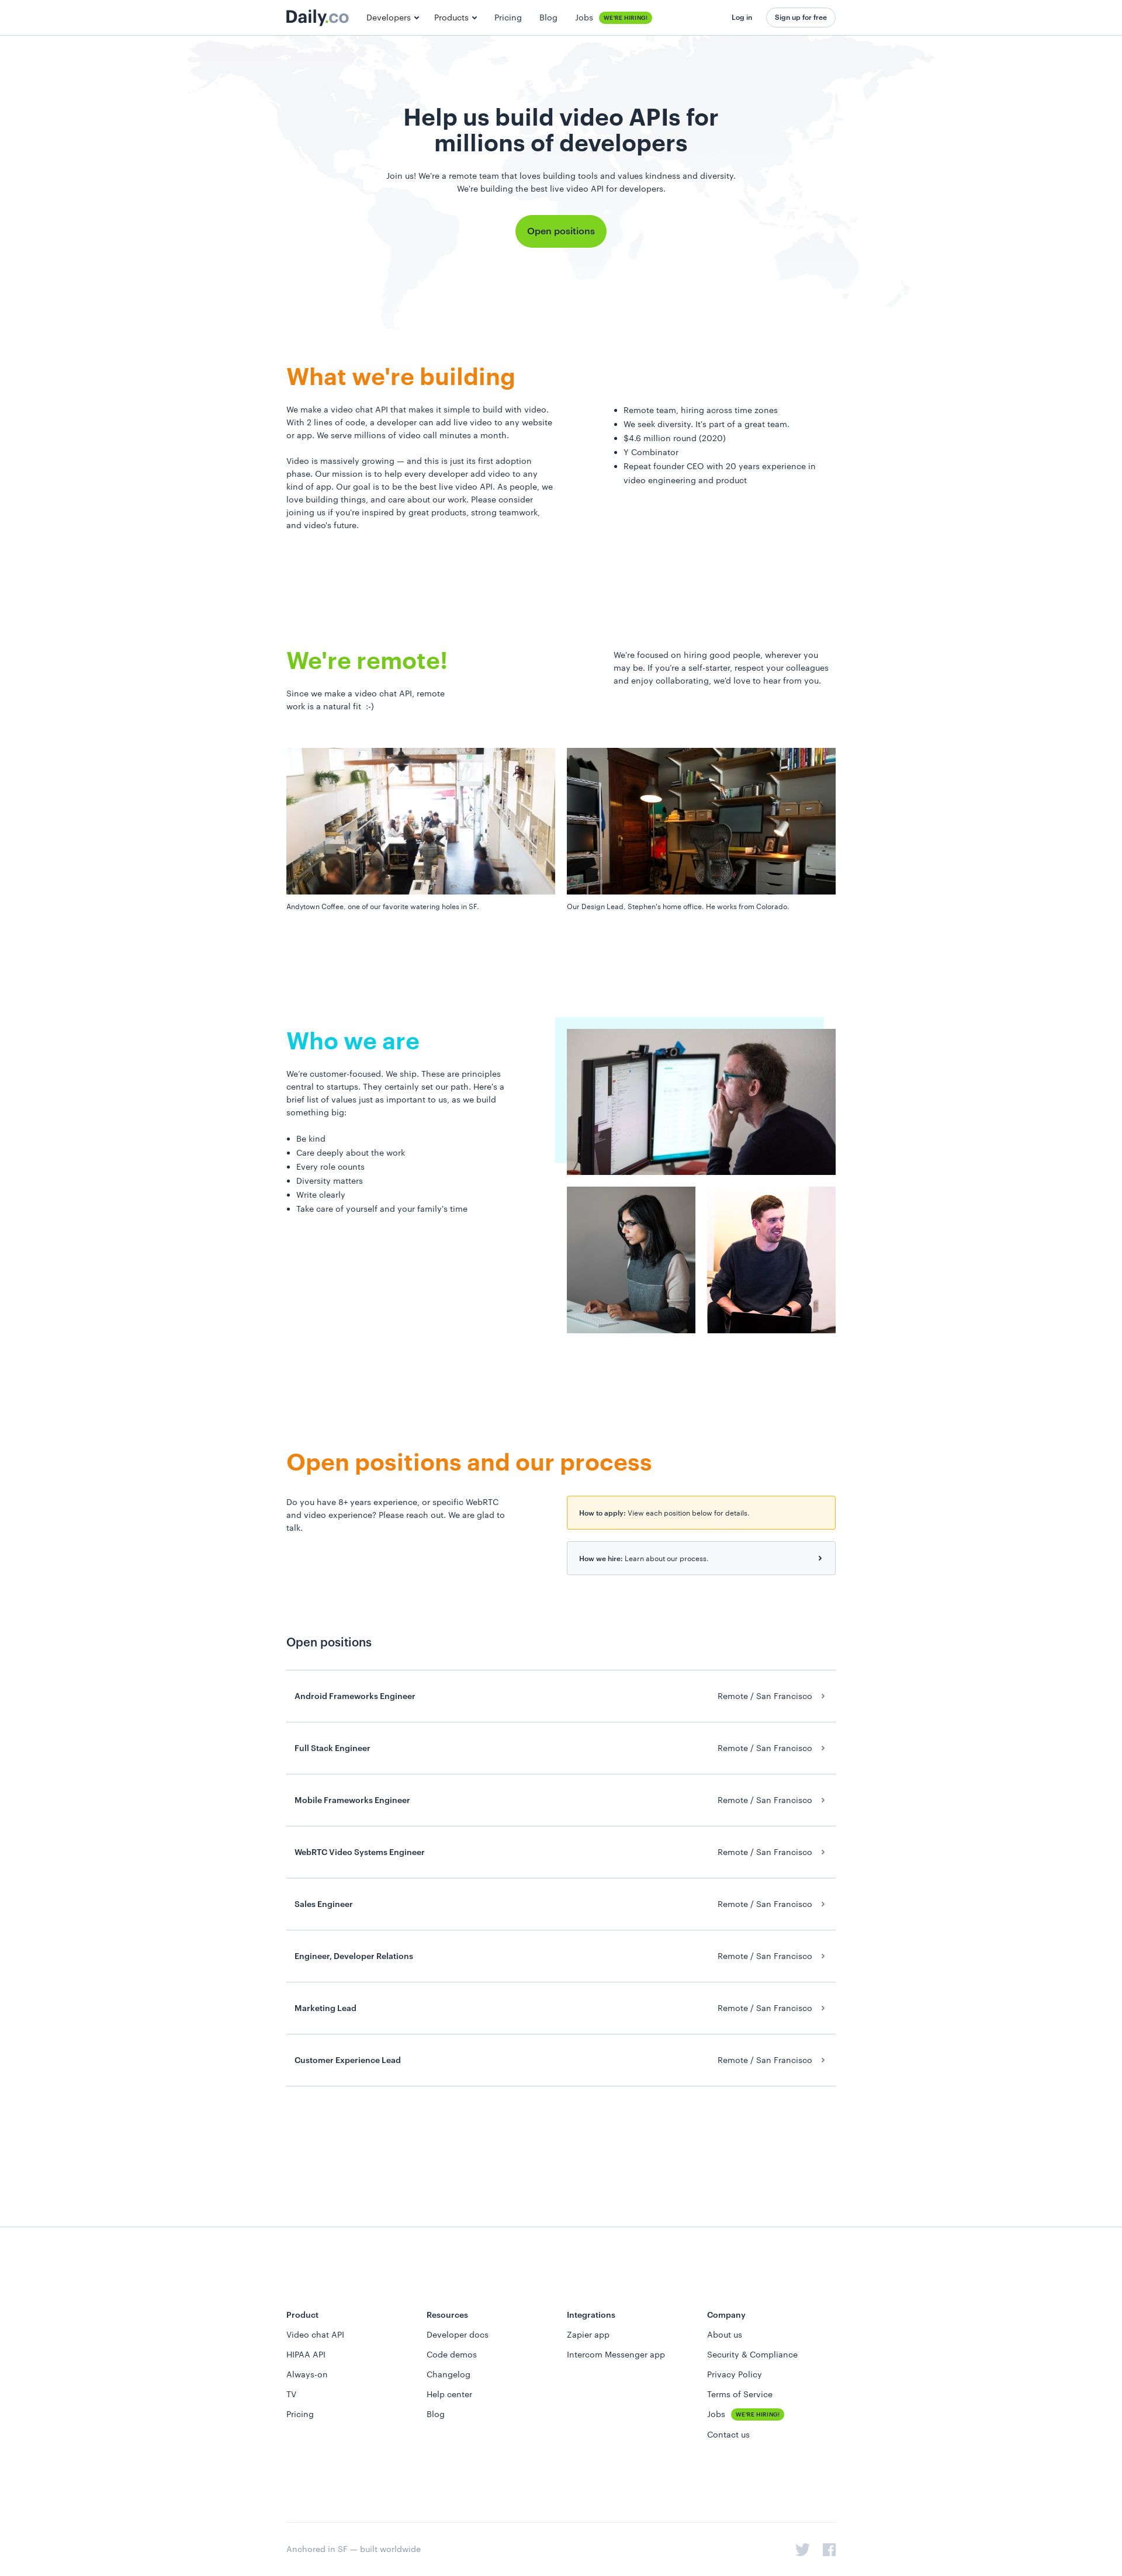 Daily.co
Developers
Products
Pricing
Blog
Jobs WE'RE HIRING!
Log in
Sign up for free
Help us build video APIs for
millions of developers
Join us! We're a remote team that loves building tools and values kindness and diversity.
We're building the best live video API for developers.
Open positions
What we're building
We make a video chat API that makes it simple to build with video.
With 2 lines of code, a developer can add live video to any website
or app. We serve millions of video call minutes a month.
Video is massively growing — and this is just its first adoption
phase. Our mission is to help every developer add video to any
kind of app. Our goal is to be the best live video API. As people, we
love building things, and care about our work. Please consider
joining us if you're inspired by great products, strong teamwork,
and video's future.
Remote team, hiring across time zones
We seek diversity. It's part of a great team.
$4.6 million round (2020)
Y Combinator
Repeat founder CEO with 20 years experience in
video engineering and product
We're remote!
Since we make a video chat API, remote
work is a natural fit :-)
We're focused on hiring good people, wherever you
may be. If you're a self-starter, respect your colleagues
and enjoy collaborating, we'd love to hear from you.
Andytown Coffee, one of our favorite watering holes in SF.
Our Design Lead, Stephen's home office. He works from Colorado.
Who we are
We're customer-focused. We ship. These are principles
central to startups. They certainly set our path. Here's a
brief list of values just as important to us, as we build
something big:
Be kind
Care deeply about the work
Every role counts
Diversity matters
Write clearly
Take care of yourself and your family's time
Open positions and our process
Do you have 8+ years experience, or specific WebRTC
and video experience? Please reach out. We are glad to
talk.
How to apply: View each position below for details.
How we hire: Learn about our process.
Open positions
Android Frameworks Engineer Remote / San Francisco
Full Stack Engineer Remote / San Francisco
Mobile Frameworks Engineer Remote / San Francisco
WebRTC Video Systems Engineer Remote / San Francisco
Sales Engineer Remote / San Francisco
Engineer, Developer Relations Remote / San Francisco
Marketing Lead Remote / San Francisco
Customer Experience Lead Remote / San Francisco
Product
Video chat API
HIPAA API
Always-on
TV
Pricing
Resources
Developer docs
Code demos
Changelog
Help center
Blog
Integrations
Zapier app
Intercom Messenger app
Company
About us
Security & Compliance
Privacy Policy
Terms of Service
Jobs WE'RE HIRING!
Contact us
Anchored in SF — built worldwide